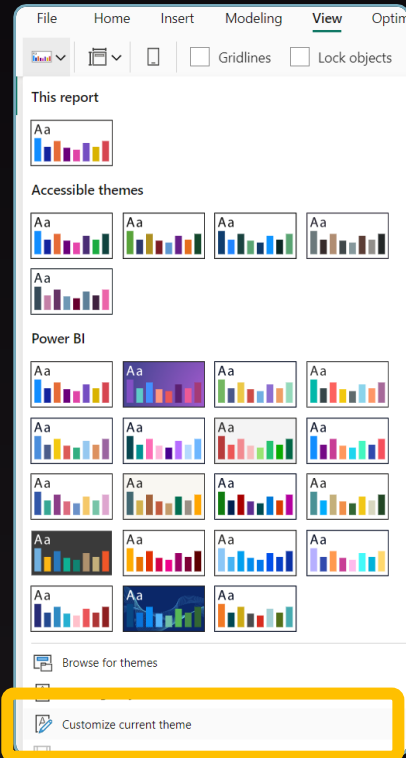 File Home Insert Modeling View Optim
Gridlines Lock objects
This report
Aa
Accessible themes
Aa Aa Aa Aa
Aa
Power BI
Aa Aa Aa Aa
Aa Aa Aa Aa
Aa Aa Aa Aa
Aa Aa Aa Aa
Aa Aa Aa
Browse for themes
Customize current theme